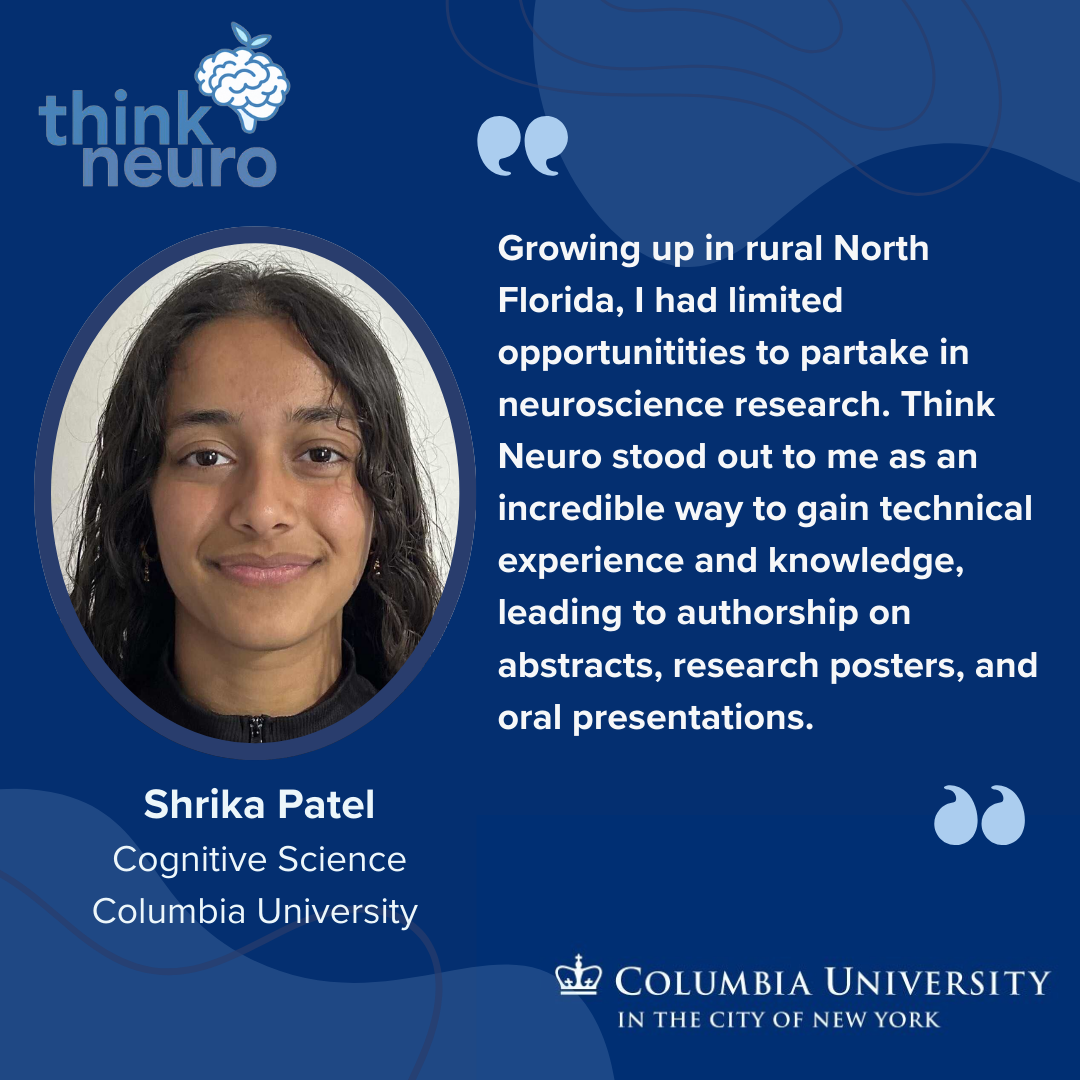 think
neuro
Growing up in rural North
Florida, I had limited
opportunitities to partake in
neuroscience research. Think
Neuro stood out to me as an
incredible way to gain technical
experience and knowledge,
leading to authorship on
abstracts, research posters, and
oral presentations.
Shrika Patel
Cognitive Science
Columbia University
COLUMBIA UNIVERSITY
IN THE CITY OF NEW YORK